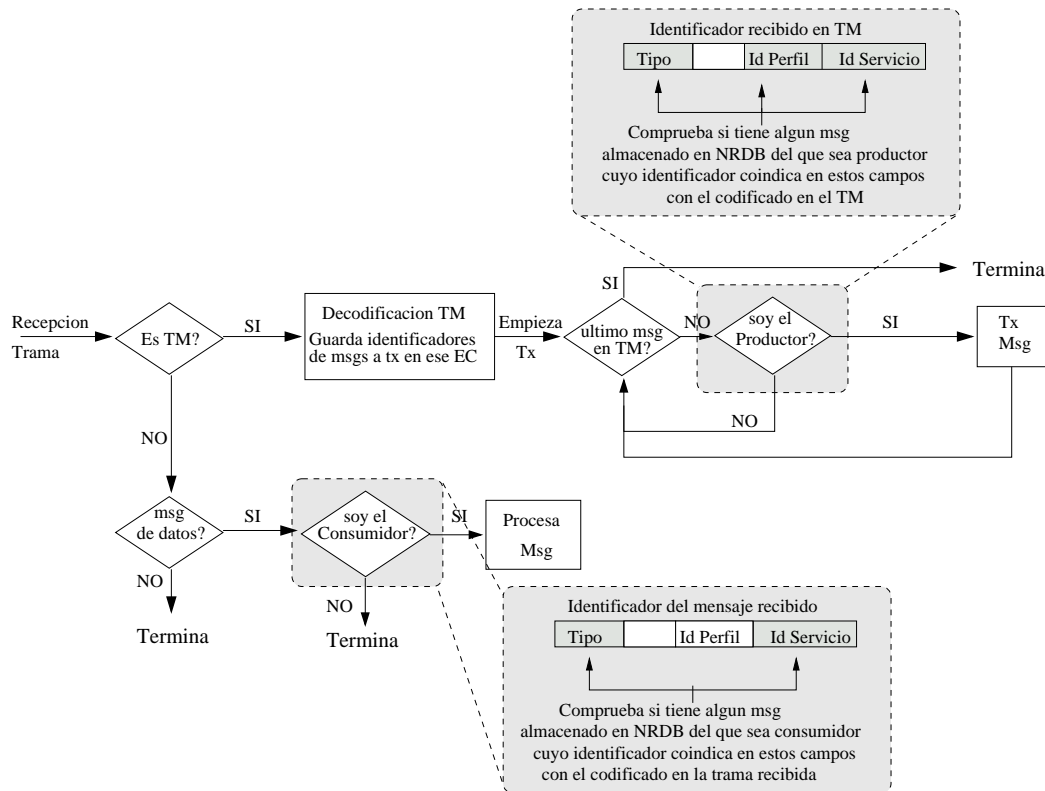 Identificador recibido en TM
Tipo
Id Perfil
Id Servicio
Comprueba si tiene algun msg
almacenado en NRDB del que sea productor
cuyo identificador coindica en estos campos
con el codificado en el TM
Recepcion
Trama
Es TM?
SI
Decodificacion TM
Guarda identificadores
de msgs a tx en ese EC
Empieza
Tx
ultimo msg
en TM?
SI
Termina
NO
soy el
Productor?
SI
Tx
Msg
NO
NO
msg
de datos?
SI
soy el
Consumidor?
SI
Procesa
Msg
NO
Termina
NO
Termina
Identificador del mensaje recibido
Tipo
Id Perfil
Id Servicio
Comprueba si tiene algun msg
almacenado en NRDB del que sea consumidor
cuyo identificador coindica en estos campos
con el codificado en la trama recibida